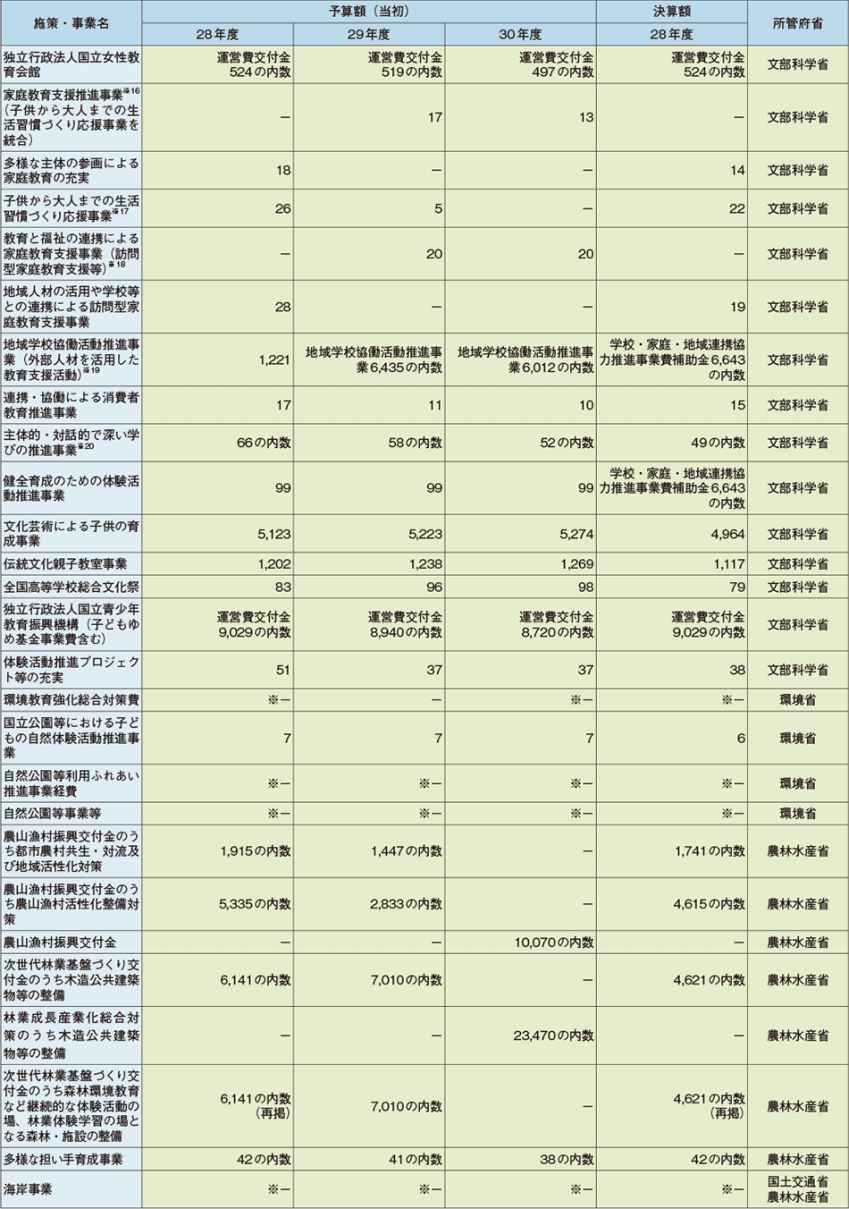 施策・事業名
予算額（当初）
決算額
所管府省
28年度
29年度
30年度
28年度
独立行政法人国立女性教
育会館
運営費交付金
524の内数
運営費交付金
519の内数
運営費交付金
497の内数
運営費交付金
524の内数
文部科学省
家庭教育支援推進事業※16
（子供から大人までの生
活習慣づくり応援事業を
統合）
－
17
13
－
文部科学省
多様な主体の参画による
家庭教育の充実
18
－
－
14
文部科学省
子供から大人までの生活
習慣づくり応援事業※17
26
5
－
22
文部科学省
教育と福祉の連携による
家庭教育支援事業（訪問
型家庭教育支援等）※18
－
20
20
－
文部科学省
地域人材の活用や学校等
との連携による訪問型家
庭教育支援事業
28
－
－
19
文部科学省
地域学校協働活動推進事
業（外部人材を活用した
教育支援活動）※19
1,221
地域学校協働活動推進事
業6,435の内数
地域学校協働活動推進事
業6,012の内数
学校・家庭・地域連携協
力推進事業費補助金6,643
の内数
文部科学省
連携・協働による消費者
教育推進事業
17
11
10
15
文部科学省
主体的・対話的で深い学
びの推進事業※20
66の内数
58の内数
52の内数
49の内数
文部科学省
健全育成のための体験活
動推進事業
99
99
99
学校・家庭・地域連携協
力推進事業費補助金6,643
の内数
文部科学省
文化芸術による子供の育
成事業
5,123
5,223
5,274
4,964
文部科学省
伝統文化親子教室事業
1,202
1,238
1,269
1,117
文部科学省
全国高等学校総合文化祭
83
96
98
79
文部科学省
独立行政法人国立青少年
教育振興機構（子どもゆ
め基金事業費含む）
運営費交付金
9,029の内数
運営費交付金
8,940の内数
運営費交付金
8,720の内数
運営費交付金
9,029の内数
文部科学省
体験活動推進プロジェク
ト等の充実
51
37
37
38
文部科学省
環境教育強化総合対策費
※－
－
※－
※－
環境省
国立公園等における子ど
もの自然体験活動推進事
業
7
7
7
6
環境省
自然公園等利用ふれあい
推進事業経費
※－
※－
※－
※－
環境省
自然公園等事業等
※－
※－
※－
※－
環境省
農山漁村振興交付金のう
ち都市農村共生・対流及
び地域活性化対策
1,915の内数
1,447の内数
－
1,741の内数
農林水産省
農山漁村振興交付金のう
ち農山漁村活性化整備対
策
5,335の内数
2,833の内数
－
4,615の内数
農林水産省
農山漁村振興交付金
－
－
10,070の内数
－
農林水産省
次世代林業基盤づくり交
付金のうち木造公共建築
物等の整備
6,141の内数
7,010の内数
－
4,621の内数
農林水産省
林業成長産業化総合対
策のうち木造公共建築
物等の整備
－
－
23,470の内数
－
農林水産省
次世代林業基盤づくり交
付金のうち森林環境教育
など継続的な体験活動の
場、林業体験学習の場と
なる森林・施設の整備
6,141の内数
（再掲）
7,010の内数
－
4,621の内数
（再掲）
農林水産省
多様な担い手育成事業
42の内数
41の内数
38の内数
42の内数
農林水産省
海岸事業
※－
※－
※－
※－
国土交通省
農林水産省